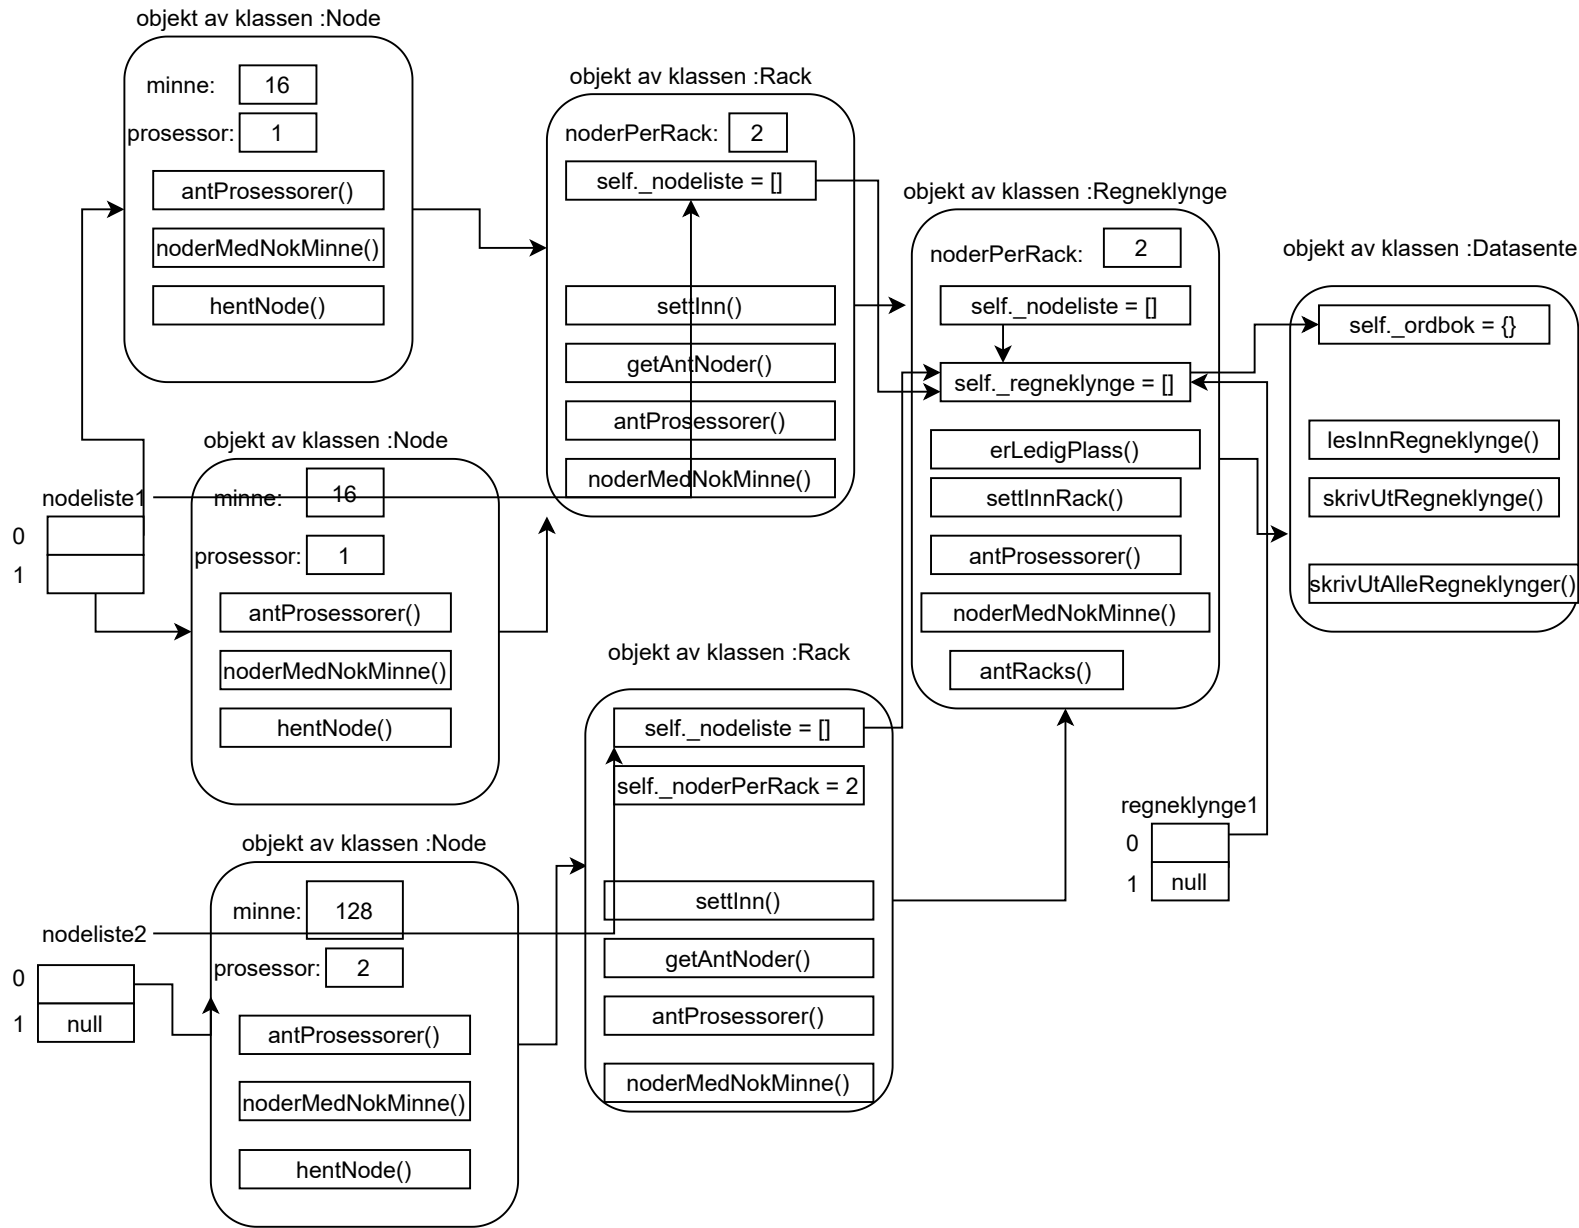 objekt av klassen :Node
minne:
16
prosessor:
1
antProsessorer()
noderMedNokMinne()
hentNode()
objekt av klassen :Rack
noderPerRack:
2
self._nodeliste = []
settInn()
getAntNoder()
antProsessorer()
noderMedNokMinne()
objekt av klassen :Regneklynge
noderPerRack:
2
self._nodeliste = []
self._regneklynge = []
erLedigPlass()
settInnRack()
antProsessorer()
noderMedNokMinne()
antRacks()
objekt av klassen :Datasente
self._ordbok = {}
lesInnRegneklynge()
skrivUtRegneklynge()
skrivUtAlleRegneklynger()
nodeliste1
0
1
objekt av klassen :Node
minne:
16
prosessor:
1
antProsessorer()
noderMedNokMinne()
hentNode()
objekt av klassen :Rack
self._nodeliste = []
self._noderPerRack = 2
settInn()
getAntNoder()
antProsessorer()
noderMedNokMinne()
regneklynge1
0
1
null
objekt av klassen :Node
minne:
128
prosessor:
2
antProsessorer()
noderMedNokMinne()
hentNode()
nodeliste2
0
1
null